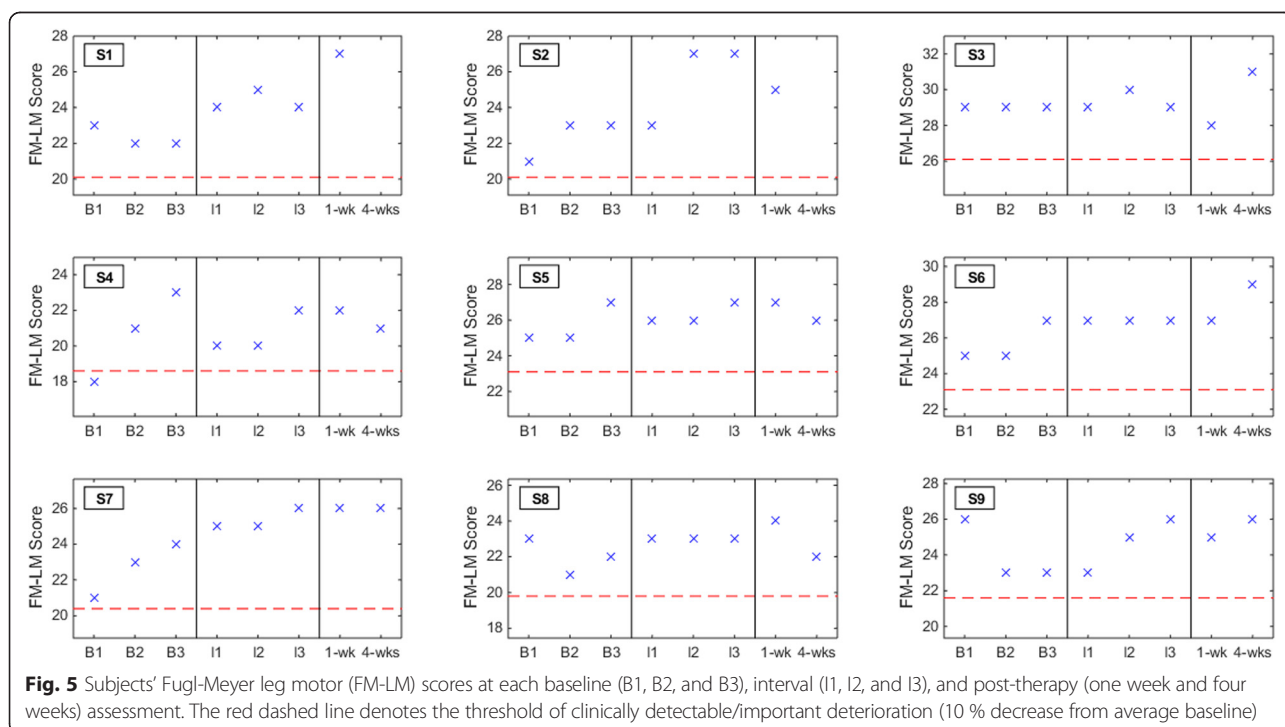 S1
FM-LM Score
28
26
24
22
20
B1 B2 B3 I1 I2 I3 1-wk 4-wks
S2
FM-LM Score
28
26
24
22
20
B1 B2 B3 I1 I2 I3 1-wk 4-wks
S3
FM-LM Score
32
30
28
26
B1 B2 B3 I1 I2 I3 1-wk 4-wks
S4
FM-LM Score
24
22
20
18
B1 B2 B3 I1 I2 I3 1-wk 4-wks
S5
FM-LM Score
28
26
24
22
B1 B2 B3 I1 I2 I3 1-wk 4-wks
S6
FM-LM Score
30
28
26
24
22
B1 B2 B3 I1 I2 I3 1-wk 4-wks
S7
FM-LM Score
26
24
22
20
B1 B2 B3 I1 I2 I3 1-wk 4-wks
S8
FM-LM Score
26
24
22
20
18
B1 B2 B3 I1 I2 I3 1-wk 4-wks
S9
FM-LM Score
28
26
24
22
20
B1 B2 B3 I1 I2 I3 1-wk 4-wks
Fig. 5 Subjects' Fugl-Meyer leg motor (FM-LM) scores at each baseline (B1, B2, and B3), interval (I1, I2, and I3), and post-therapy (one week and four
weeks) assessment. The red dashed line denotes the threshold of clinically detectable/important deterioration (10 % decrease from average baseline)